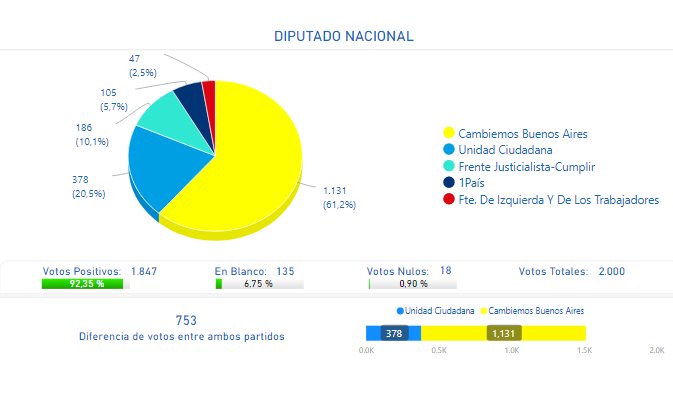 DIPUTADO NACIONAL
47
(2,5%)
105
(5,7%)
186
(10,1%)
378
(20,5%)
1.131
(61,2%)
Cambiemos Buenos Aires
Unidad Ciudadana
Frente Justicialista-Cumplir
1País
Fte. De Izquierda Y De Los Trabajadores
Votos Positivos: 1.847
92,35 %
En Blanco: 135
6,75 %
Votos Nulos: 18
0,90 %
Votos Totales: 2.000
753
Diferencia de votos entre ambos partidos
Unidad Ciudadana Cambiemos Buenos Aires
378 1,131
0.0K 0.5K 1.0K 1.5K 2.0K